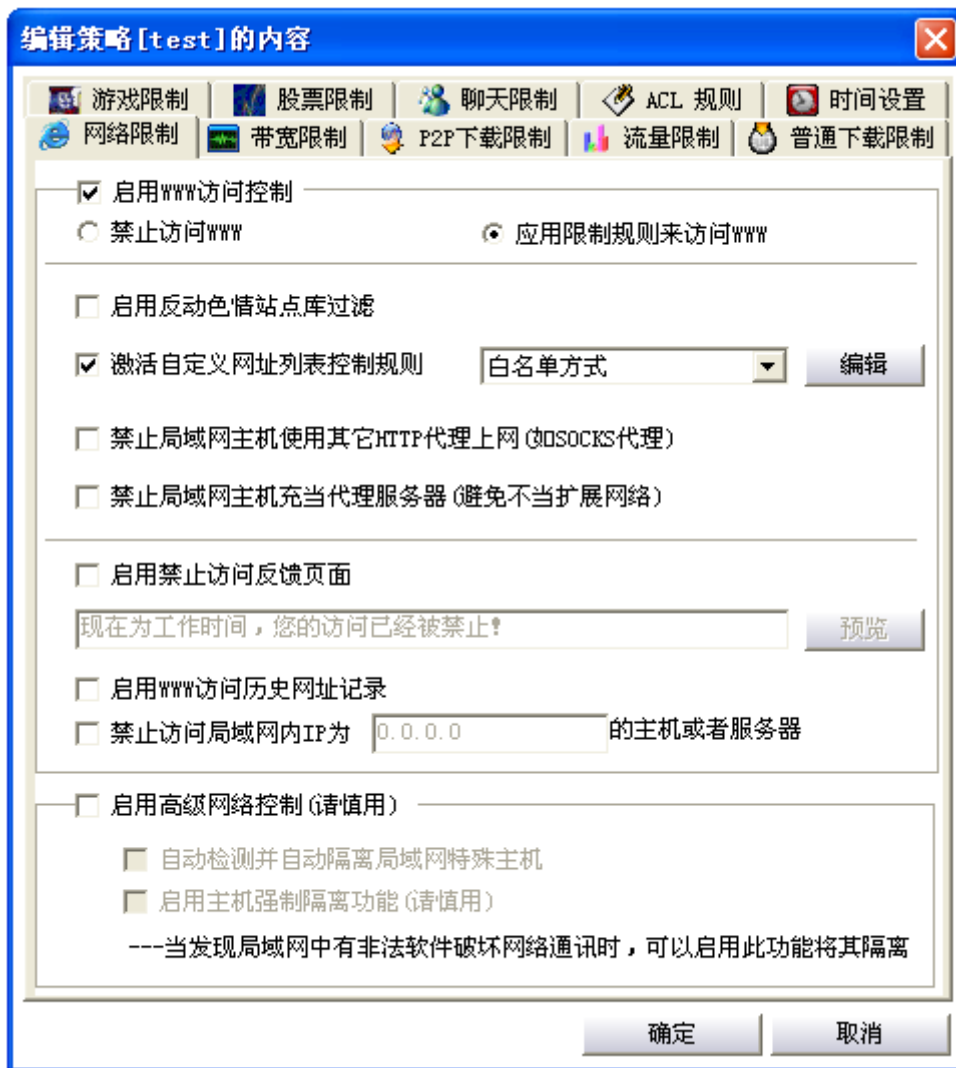 编辑策略[test]的内容
游戏限制 股票限制 聊天限制 ACL 规则 时间设置
网络限制 带宽限制 P2P下载限制 流量限制 普通下载限制
启用WWW访问控制
禁止访问WWW 应用限制规则来访问WWW
启用反动色情站点库过滤
激活自定义网址列表控制规则 白名单方式 编辑
禁止局域网主机使用其它HTTP代理上网(如SOCKS代理)
禁止局域网主机充当代理服务器(避免不当扩展网络)
启用禁止访问反馈页面
现在为工作时间，您的访问已经被禁止! 预览
启用WWW访问历史网址记录
禁止访问局域网内IP为 0.0.0.0 的主机或者服务器
启用高级网络控制(请慎用)
自动检测并自动隔离局域网特殊主机
启用主机强制隔离功能(请慎用)
---当发现局域网中有非法软件破坏网络通讯时，可以启用此功能将其隔离
确定 取消